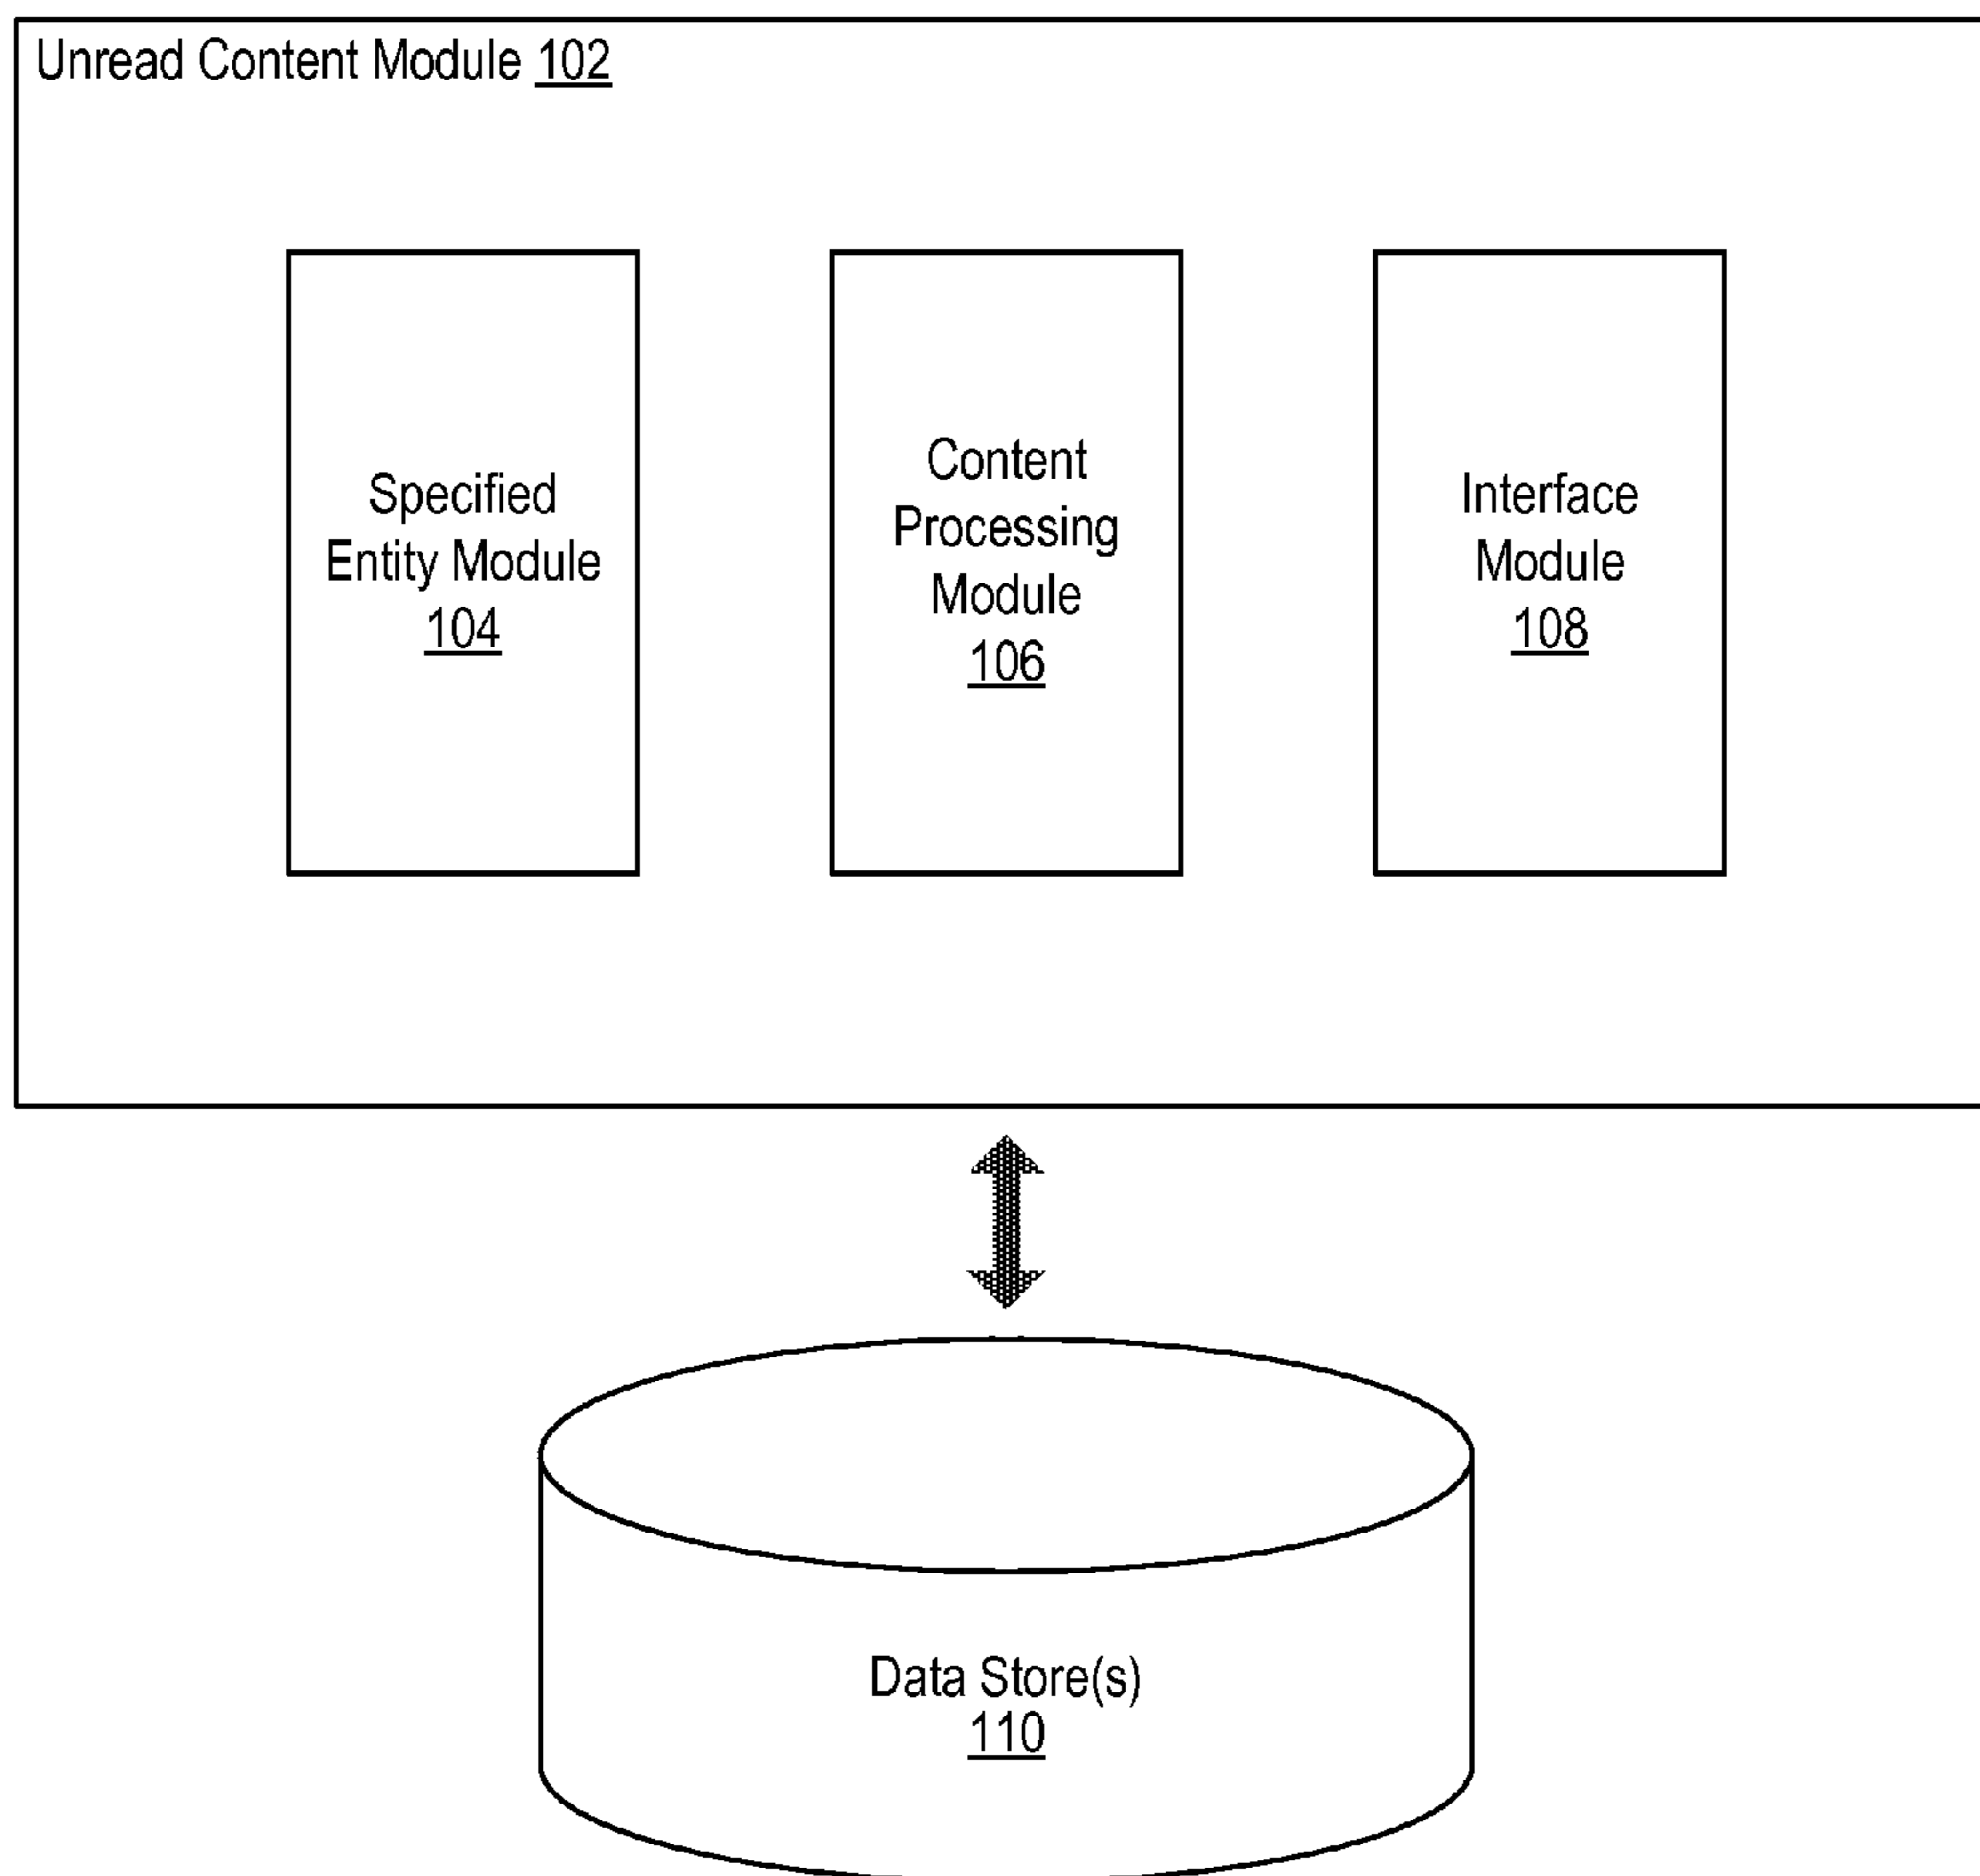 Unread Content Module 102
Specified
Entity Module
104
Content
Processing
Module
106
Interface
Module
108
Data Store(s)
110